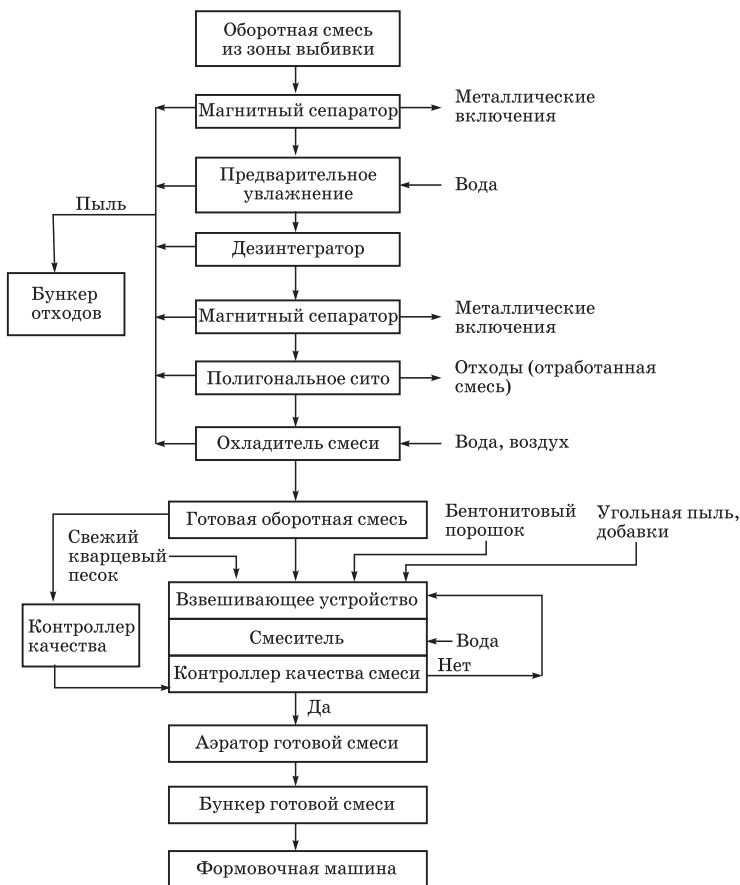 Оборотная смесь
из зоны выбивки
Магнитный сепаратор
Металлические
включения
Предварительное
увлажнение
Вода
Пыль
Дезинтегратор
Бункер
отходов
Магнитный сепаратор
Металлические
включения
Полигональное сито
Отходы (отработанная
смесь)
Охладитель смеси
Вода, воздух
Готовая оборотная смесь
Бентонитовый
порошок
Угольная пыль,
добавки
Свежий
кварцевый
песок
Взвешивающее устройство
Контроллер
качества
Смеситель
Вода
Контроллер качества смеси
Нет
Да
Аэратор готовой смеси
Бункер готовой смеси
Формовочная машина